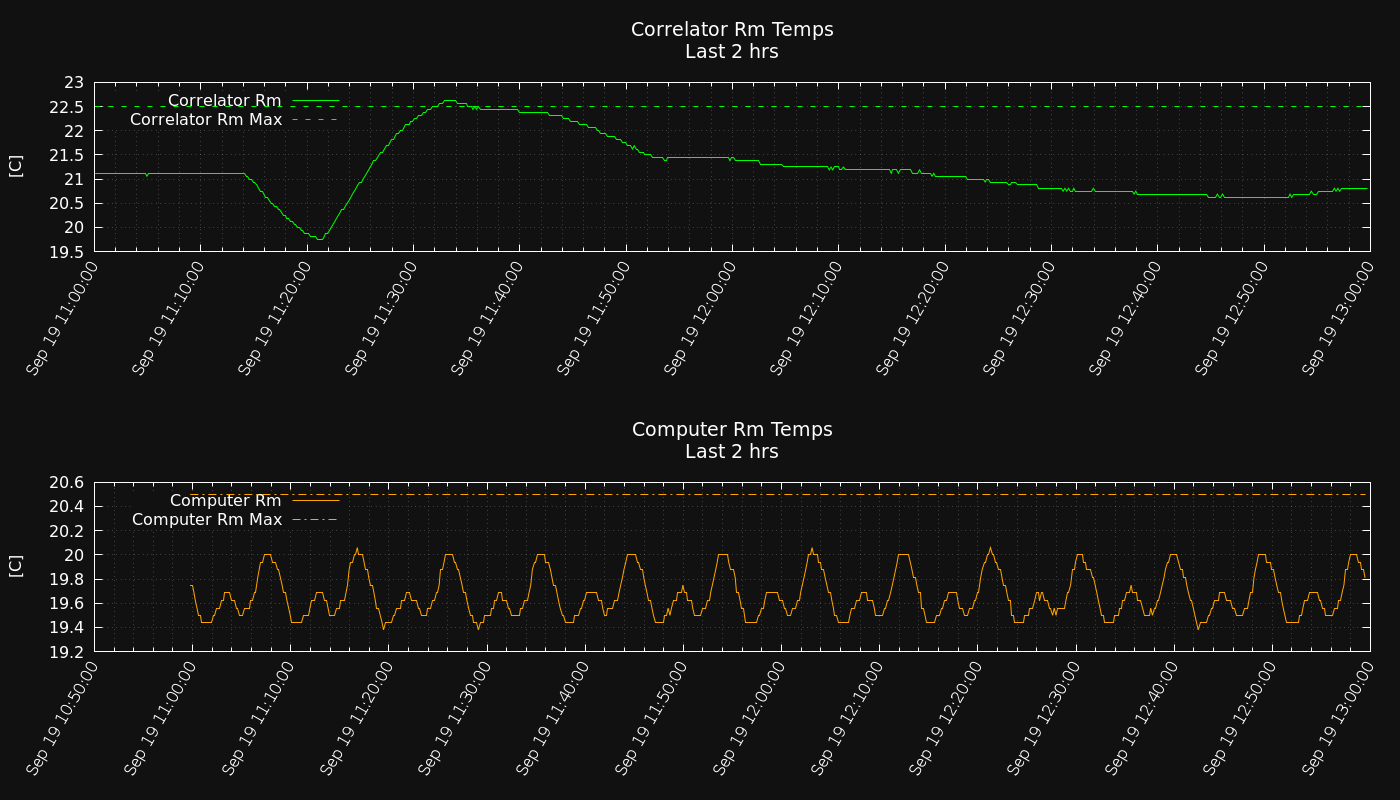 Correlator Rm Temps
Last 2 hrs
23
22.5
22
21.5
21
20.5
20
19.5
[C]
Correlator Rm
Correlator Rm Max
Sep 19 11:00:00
Sep 19 11:10:00
Sep 19 11:20:00
Sep 19 11:30:00
Sep 19 11:40:00
Sep 19 11:50:00
Sep 19 12:00:00
Sep 19 12:10:00
Sep 19 12:20:00
Sep 19 12:30:00
Sep 19 12:40:00
Sep 19 12:50:00
Sep 19 13:00:00
Computer Rm Temps
Last 2 hrs
20.6
20.4
20.2
20
19.8
19.6
19.4
19.2
[C]
Computer Rm
Computer Rm Max
Sep 19 10:50:00
Sep 19 11:00:00
Sep 19 11:10:00
Sep 19 11:20:00
Sep 19 11:30:00
Sep 19 11:40:00
Sep 19 11:50:00
Sep 19 12:00:00
Sep 19 12:10:00
Sep 19 12:20:00
Sep 19 12:30:00
Sep 19 12:40:00
Sep 19 12:50:00
Sep 19 13:00:00